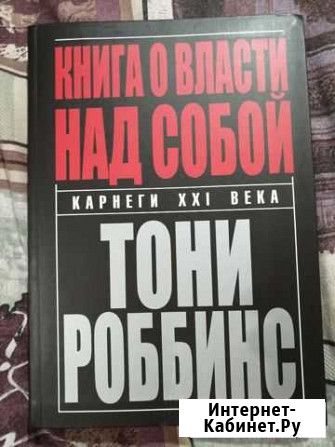 КНИГА О ВЛАСТИ
НАД СОБОЙ
КАРНЕГИ XXI ВЕКА
ТОНИ
РОББИНС
Интернет-
Кабинет.Ру